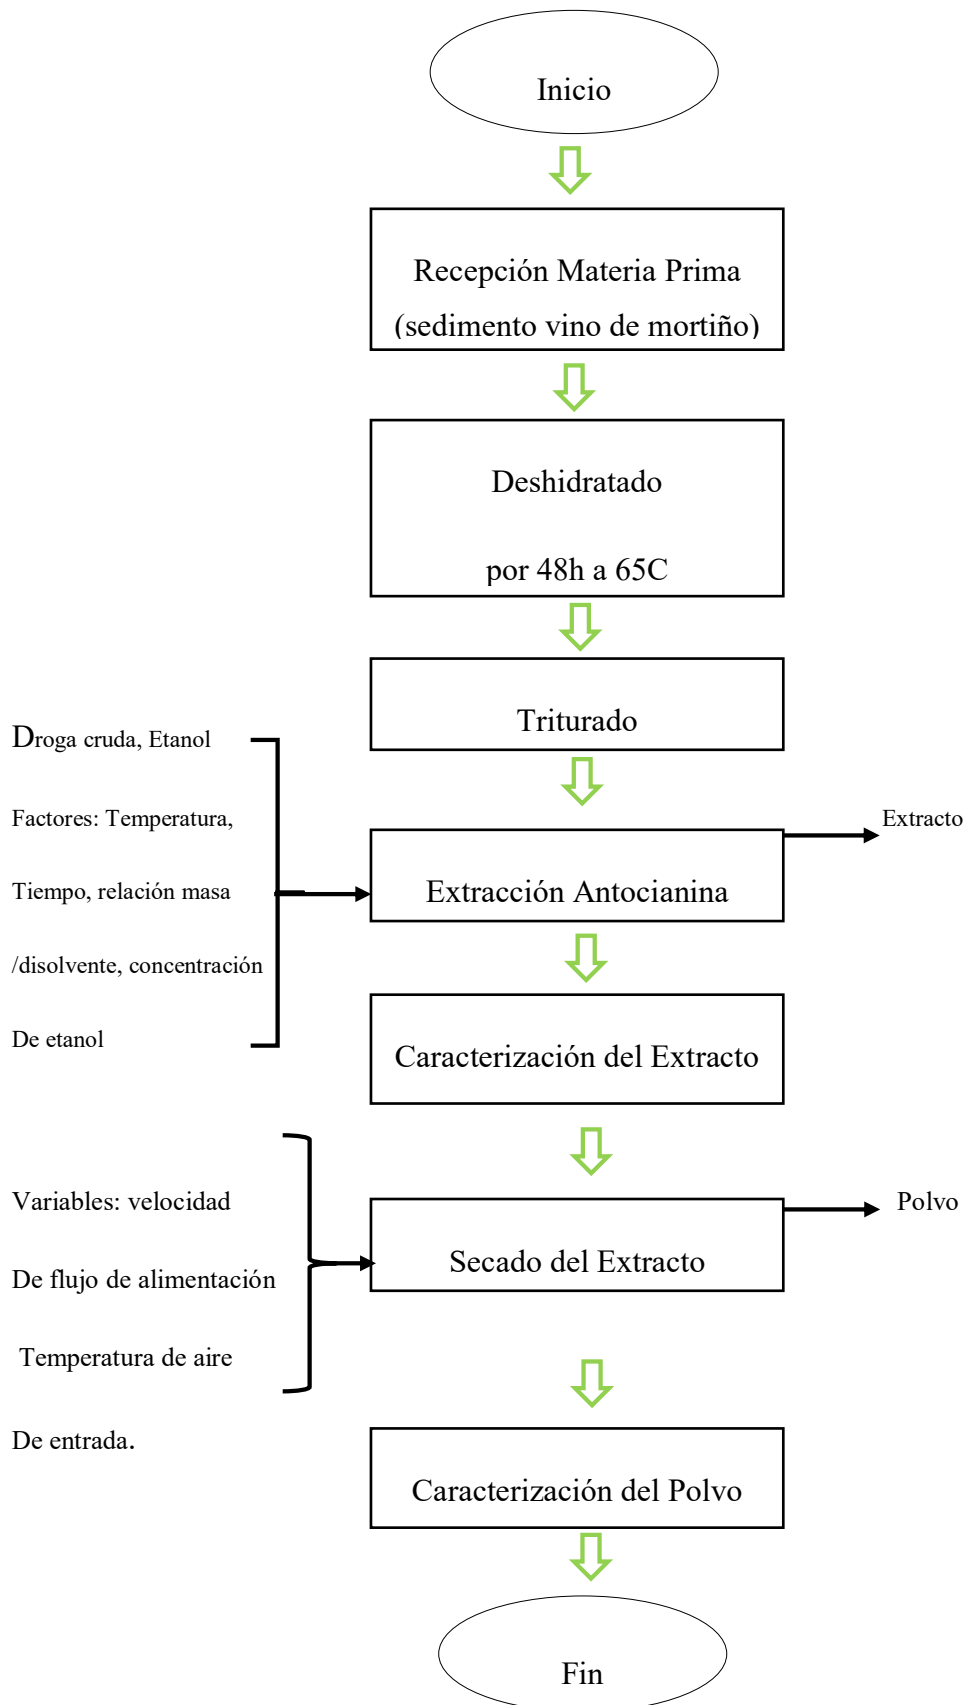 Inicio
Recepción Materia Prima
(sedimento vino de mortiño)
Deshidratado
por 48h a 65C
Triturado
Droga cruda, Etanol
Factores: Temperatura,
Tiempo, relación masa
/disolvente, concentración
De etanol
Extracción Antocianina
Extracto
Caracterización del Extracto
Variables: velocidad
De flujo de alimentación
Temperatura de aire
De entrada.
Secado del Extracto
Polvo
Caracterización del Polvo
Fin